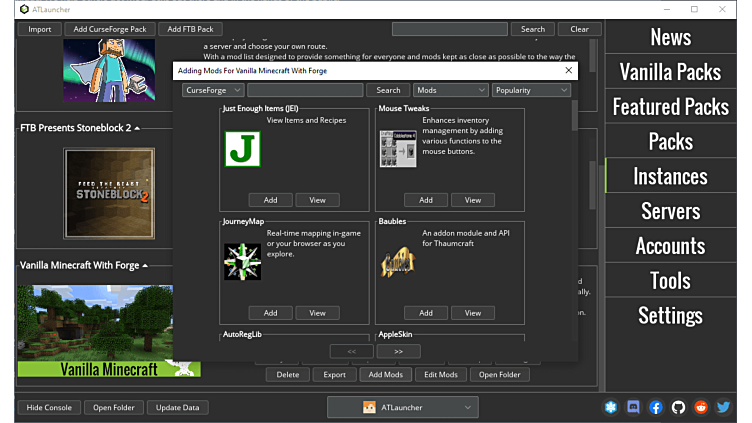 ATLauncher
Import
Add CurseForge Pack
Add FTB Pack
Search
Clear
a server and choose your own route.
With a mod list designed to provide something for everyone and mods kept as close as possible to the way the
FTB Presents Stoneblock 2
FEED THE BEAST
STONEBLOCK 2
Vanilla Minecraft With Forge
Vanilla Minecraft
Adding Mods For Vanilla Minecraft With Forge
CurseForge
Search
Mods
Popularity
Just Enough Items (JEI)
J
View Items and Recipes
Add
View
Mouse Tweaks
Enhances inventory
management by adding
various functions to the
mouse buttons.
Add
View
JourneyMap
Real-time mapping in-game
or your browser as you
explore.
Add
View
Baubles
An addon module and API
for Thaumcraft
Add
View
AutoRegLib
AppleSkin
<<
>>
Delete
Export
Add Mods
Edit Mods
Open Folder
News
Vanilla Packs
Featured Packs
Packs
Instances
Servers
Accounts
Tools
Settings
Hide Console
Open Folder
Update Data
ATLauncher